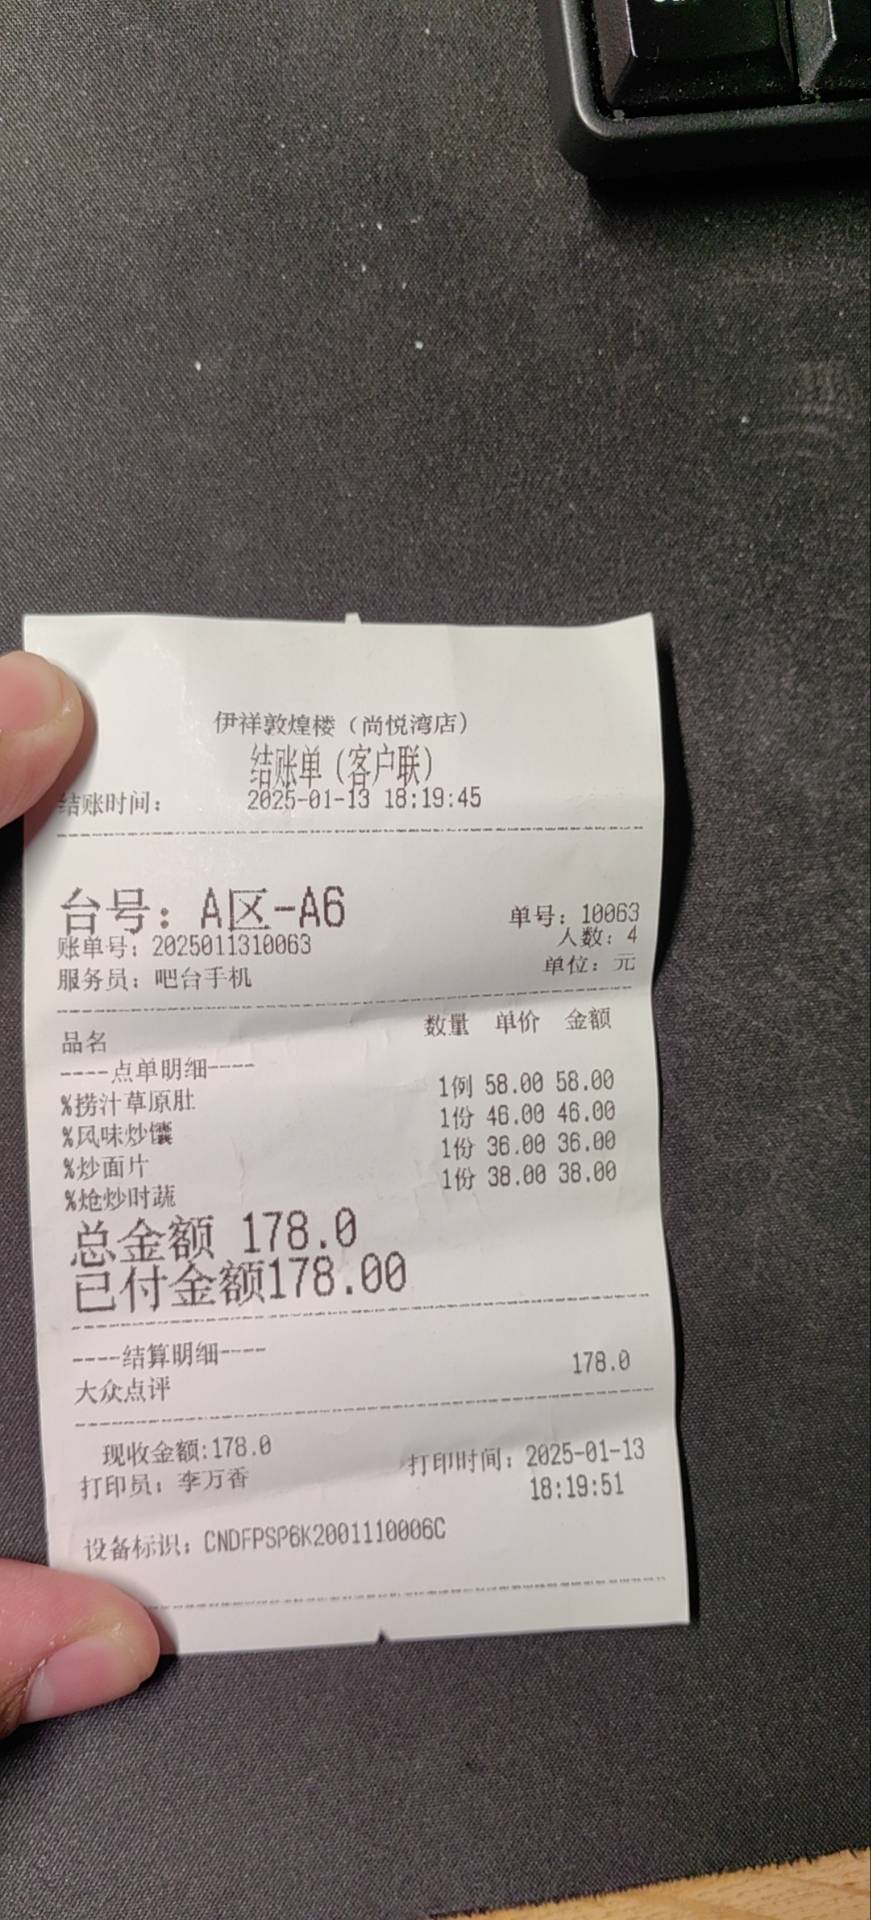 伊祥敦煌楼（尚悦湾店）
结账单（客户联）
结账时间： 2025-01-13 18:19:45
台号：A区-A6 单号：10063
账单号：2025011310063 人数：4
服务员：吧台手机 单位：元
品名 数量 单价 金额
----点单明细----
%捞汁草原肚 1例 58.00 58.00
%风味炒馕 1份 46.00 46.00
%炒面片 1份 36.00 36.00
%炝炒时蔬 1份 38.00 38.00
总金额 178.0
已付金额178.00
----结算明细----
大众点评 178.0
现收金额:178.0
打印员：李万香 打印时间：2025-01-13
18:19:51
设备标识：CNDFPSP6K2001110006C